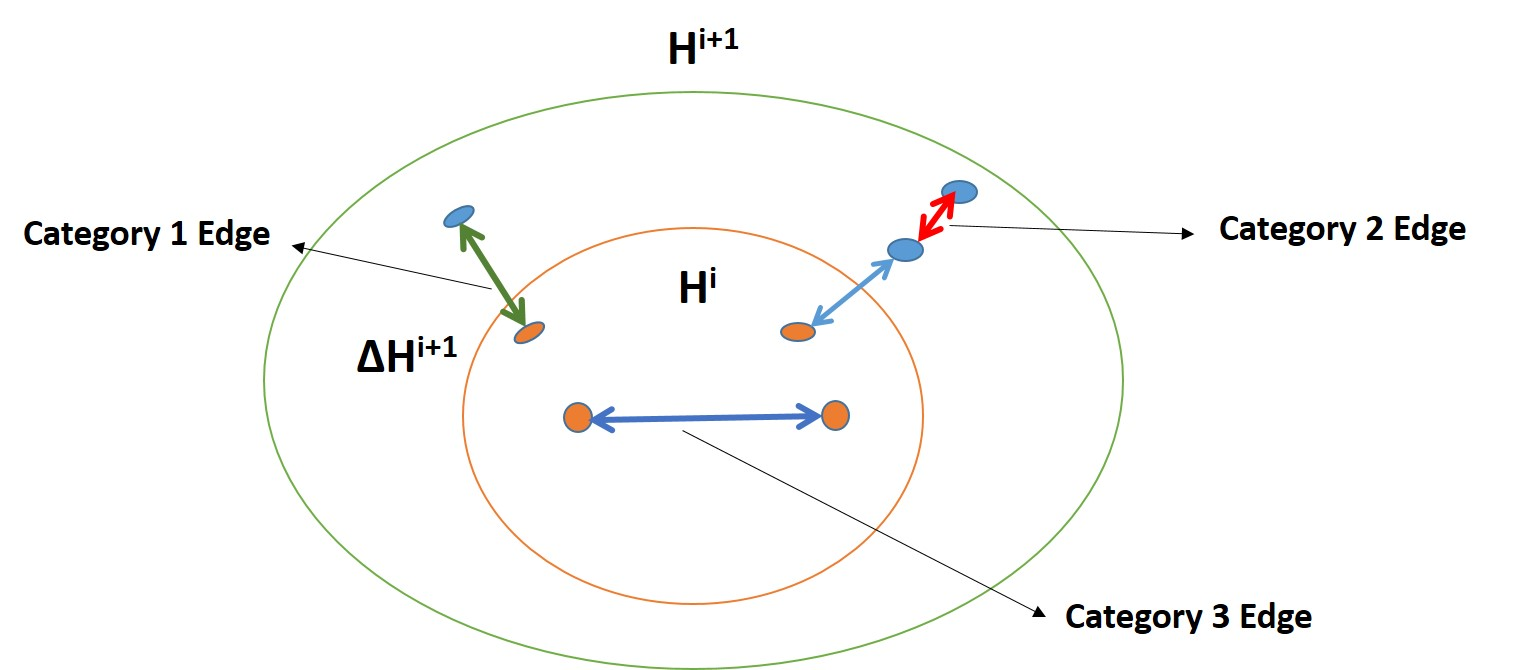 H^{i+1}
Category 1 Edge
Category 2 Edge
H^i
ΔH^{i+1}
Category 3 Edge